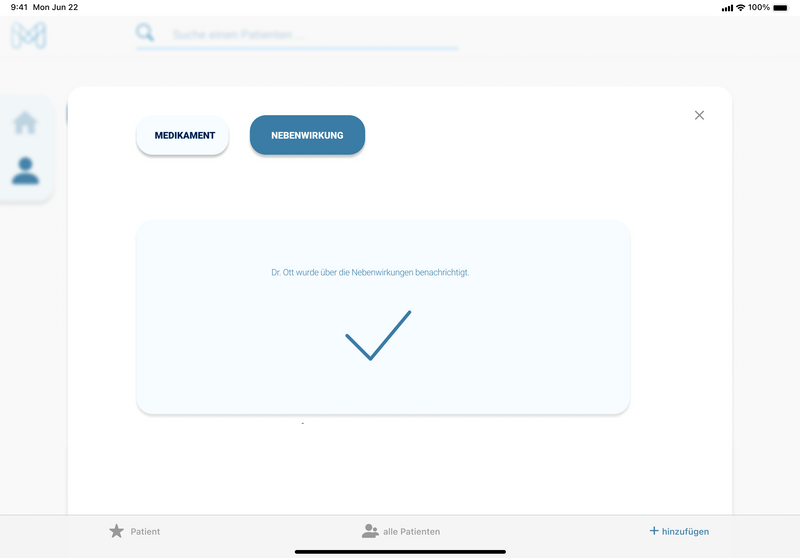 9:41 Mon Jun 22
100%
Suche einen Patienten ...
MEDIKAMENT
NEBENWIRKUNG
Dr. Ott wurde über die Nebenwirkungen benachrichtigt.
-
Patient
alle Patienten
+ hinzufügen